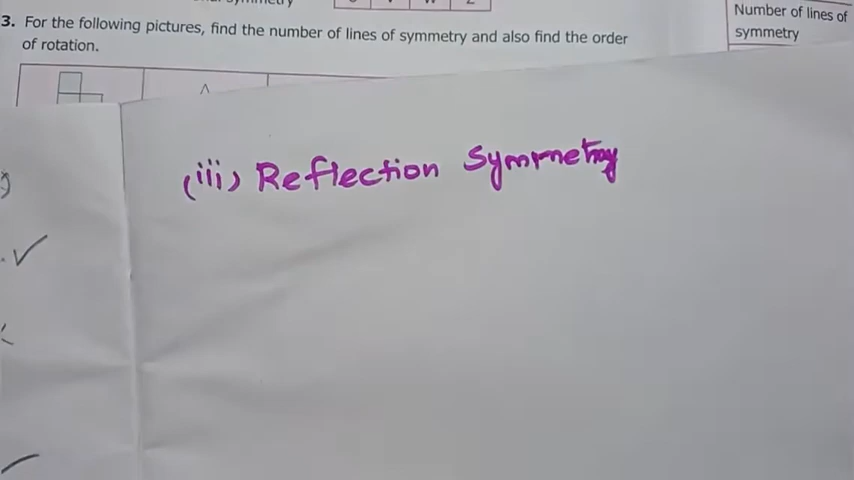 Number of lines of
symmetry
3. For the following pictures, find the number of lines of symmetry and also find the order
of rotation.
(iii) Reflection Symmetry